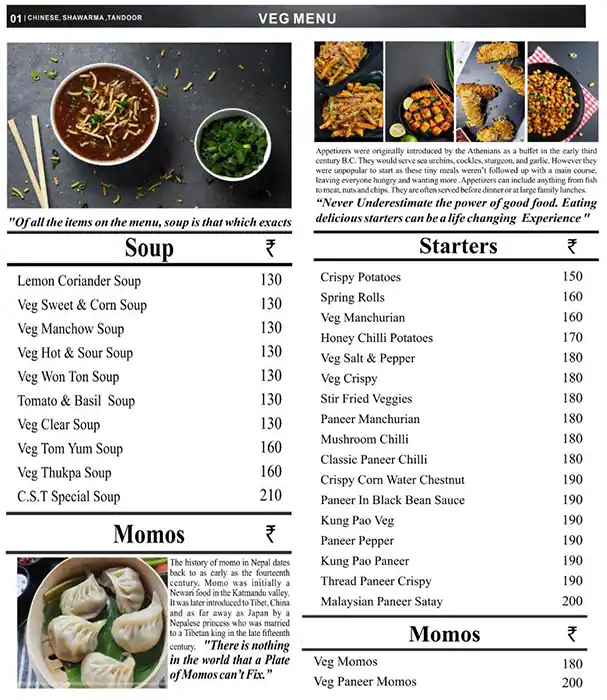 01 | CHINESE, SHAWARMA ,TANDOOR
VEG MENU
"Of all the items on the menu, soup is that which exacts
Soup ₹
Lemon Coriander Soup 130
Veg Sweet & Corn Soup 130
Veg Manchow Soup 130
Veg Hot & Sour Soup 130
Veg Won Ton Soup 130
Tomato & Basil Soup 130
Veg Clear Soup 130
Veg Tom Yum Soup 160
Veg Thukpa Soup 160
C.S.T Special Soup 210
Momos ₹
The history of momo in Nepal dates
back to as early as the fourteenth
century. Momo was initially a
Newari food in the Katmandu valley.
It was later introduced to Tibet, China
and as far away as Japan by a
Nepalese princess who was married
to a Tibetan king in the late fifteenth
century. "There is nothing
in the world that a Plate
of Momos can't Fix."
Appetizers were originally introduced by the Athenians as a buffet in the early third
century B.C. They would serve sea urchins, cockles, sturgeon, and garlic. However they
were unpopular to start as these tiny meals weren't followed up with a main course,
leaving everyone hungry and wanting more .Appetizers can include anything from fish
to meat, nuts and chips. They are often served before dinner or at large family lunches.
"Never Underestimate the power of good food. Eating
delicious starters can be a life changing Experience"
Starters ₹
Crispy Potatoes 150
Spring Rolls 160
Veg Manchurian 160
Honey Chilli Potatoes 170
Veg Salt & Pepper 180
Veg Crispy 180
Stir Fried Veggies 180
Paneer Manchurian 180
Mushroom Chilli 180
Classic Paneer Chilli 180
Crispy Corn Water Chestnut 190
Paneer In Black Bean Sauce 190
Kung Pao Veg 190
Paneer Pepper 190
Kung Pao Paneer 190
Thread Paneer Crispy 190
Malaysian Paneer Satay 200
Momos ₹
Veg Momos 180
Veg Paneer Momos 200